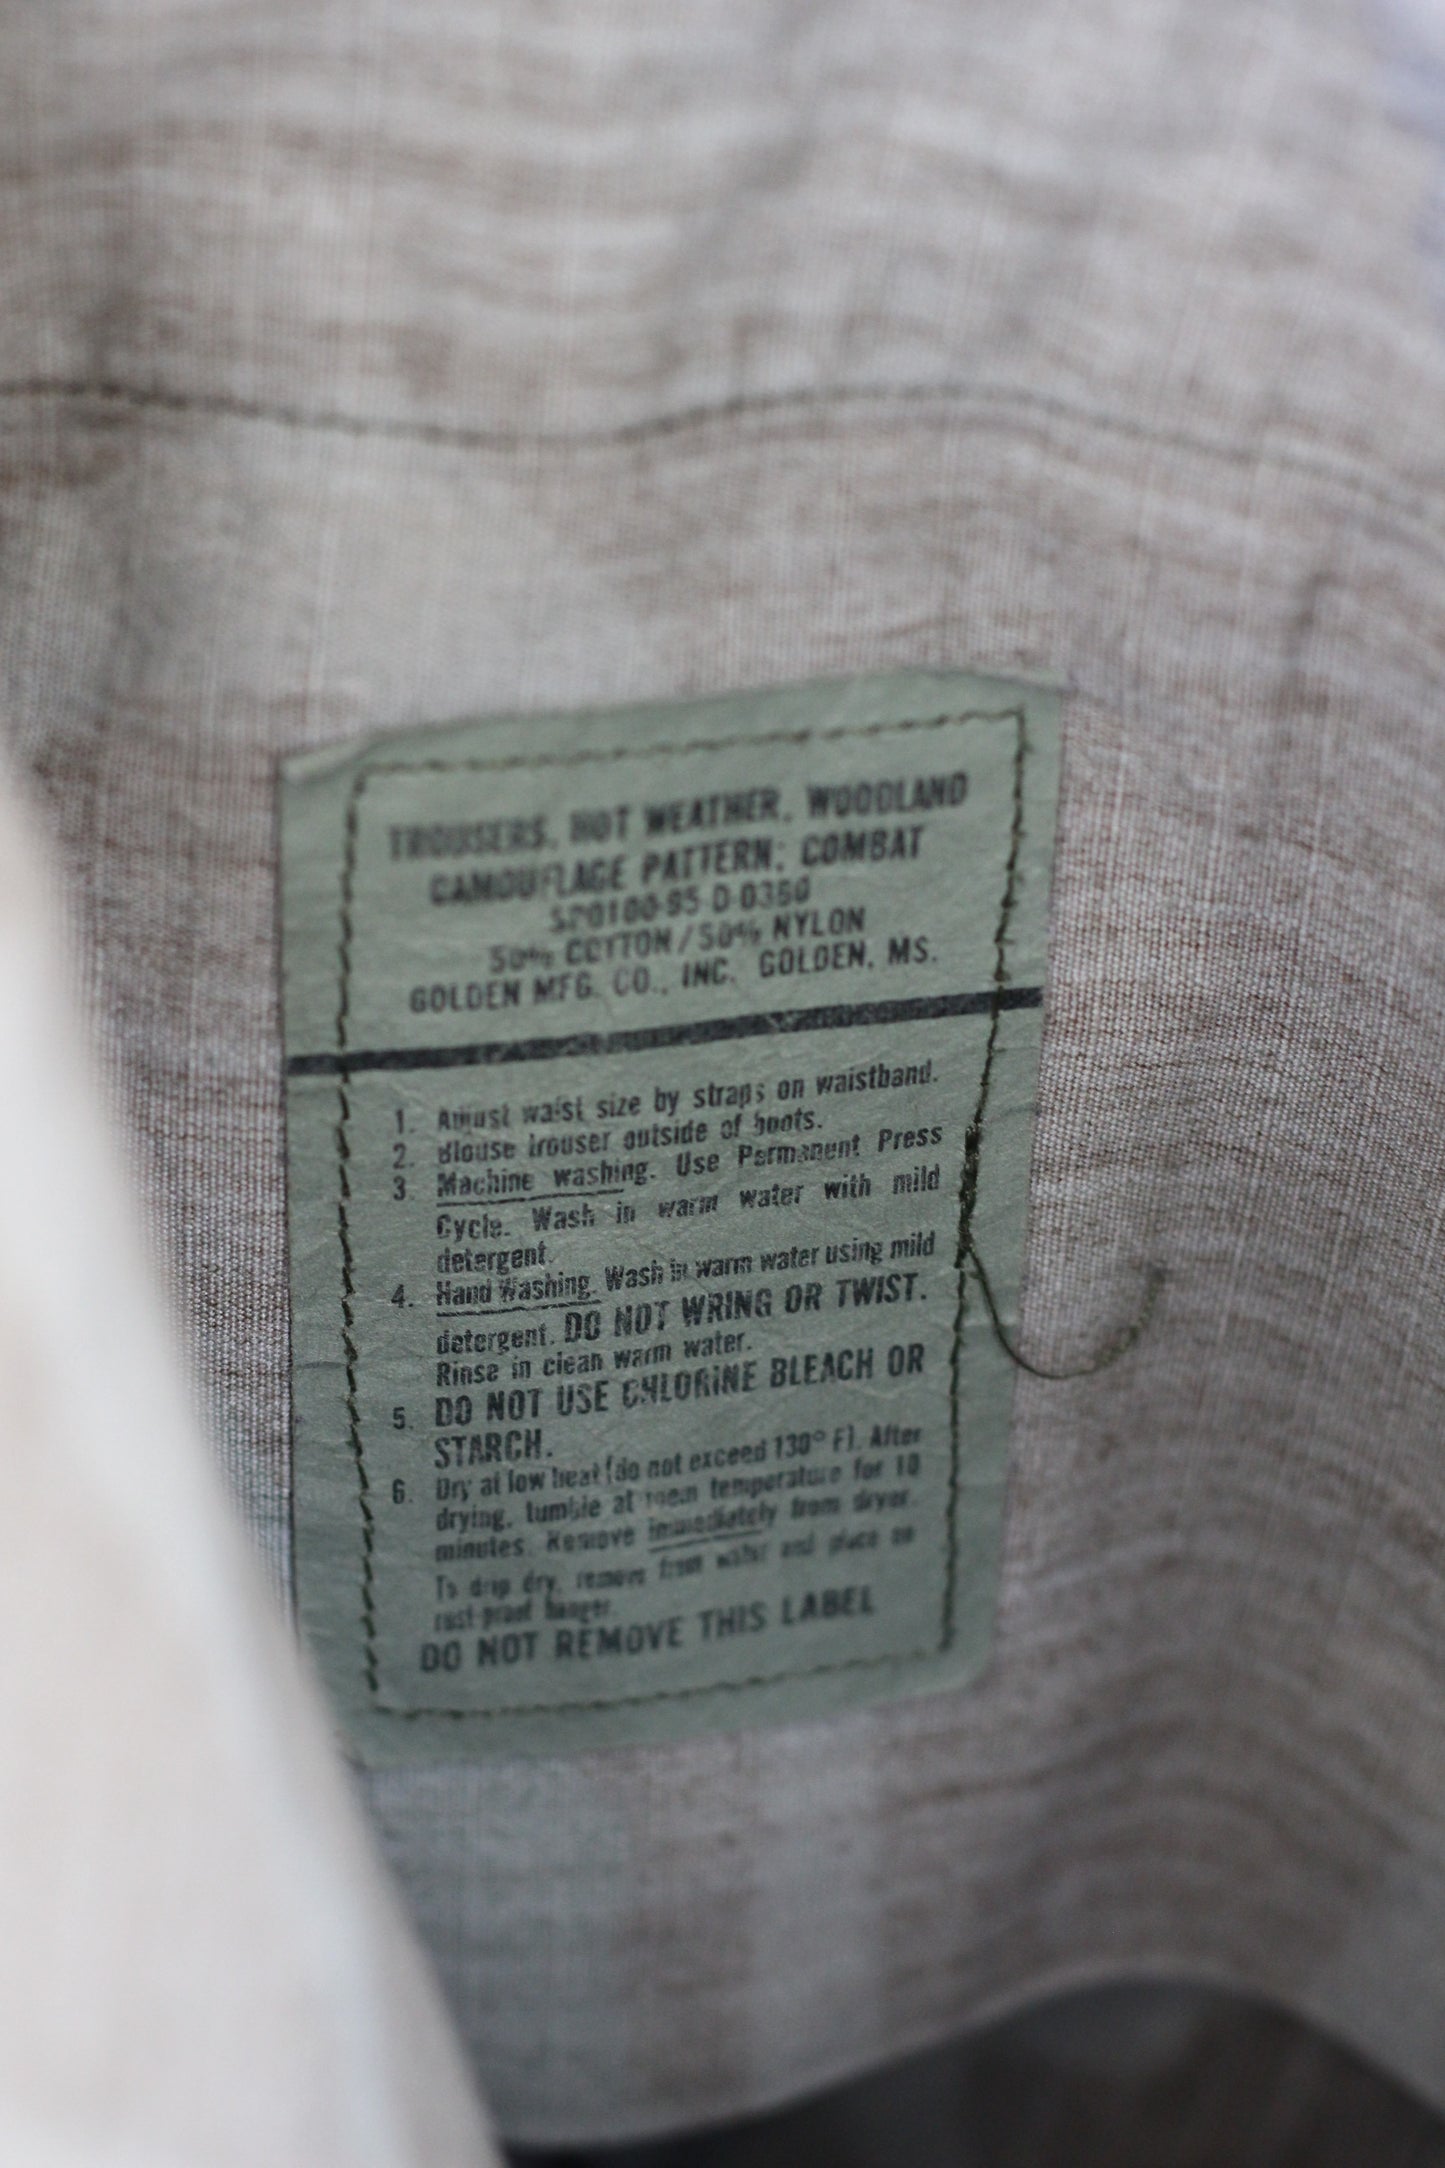 TROUSERS, HOT WEATHER, WOODLAND
CAMOUFLAGE PATTERN: COMBAT
SPO100-95-D-0360
50% COTTON/50% NYLON
GOLDEN MFG. CO., INC. GOLDEN, MS.
1. Adjust waist size by straps on waistband.
2. Blouse trouser outside of boots.
3. Machine washing. Use Permanent Press
Cycle. Wash in warm water with mild
detergent.
4. Hand Washing. Wash in warm water using mild
detergent. DO NOT WRING OR TWIST.
Rinse in clean warm water.
5. DO NOT USE CHLORINE BLEACH OR
STARCH.
6. Dry at low heat (do not exceed 130° F). After
drying, tumble at room temperature for 10
minutes. Remove immediately from dryer.
To drip dry, remove from water and place on
rust-proof hanger.
DO NOT REMOVE THIS LABEL